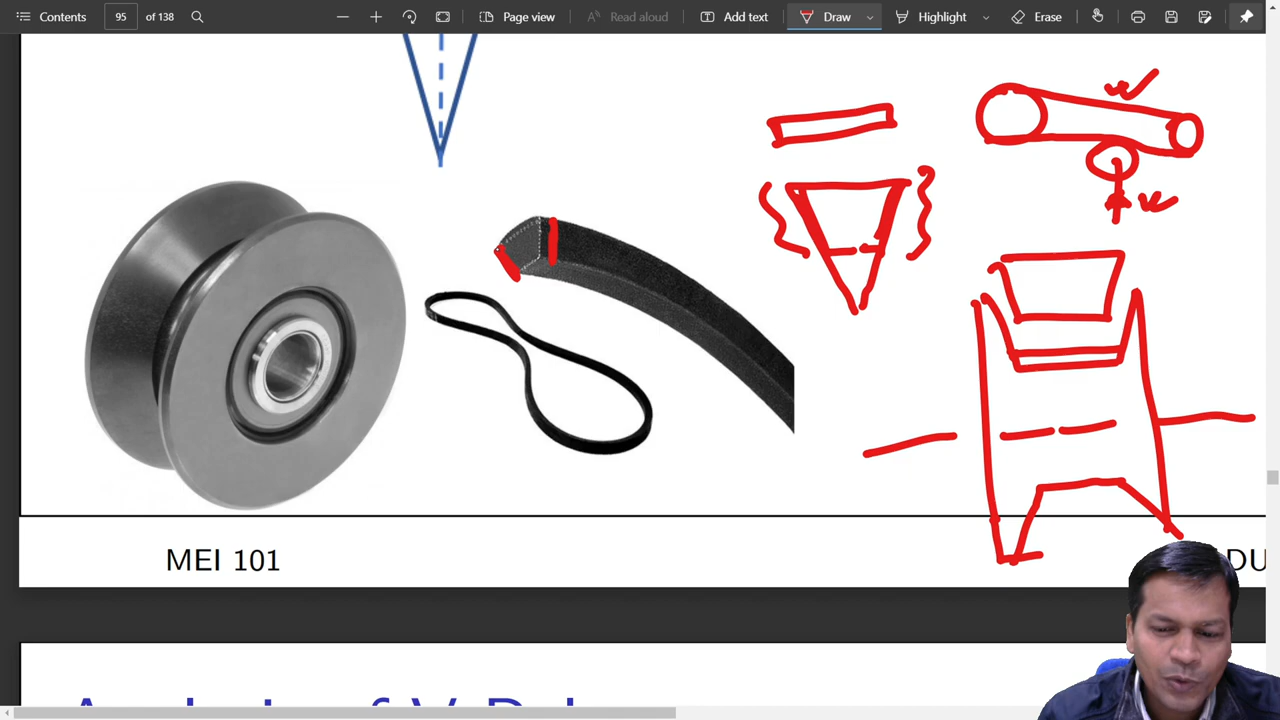 Contents 95 of 138 Page view Read aloud Add text Draw Highlight Erase
MEI 101